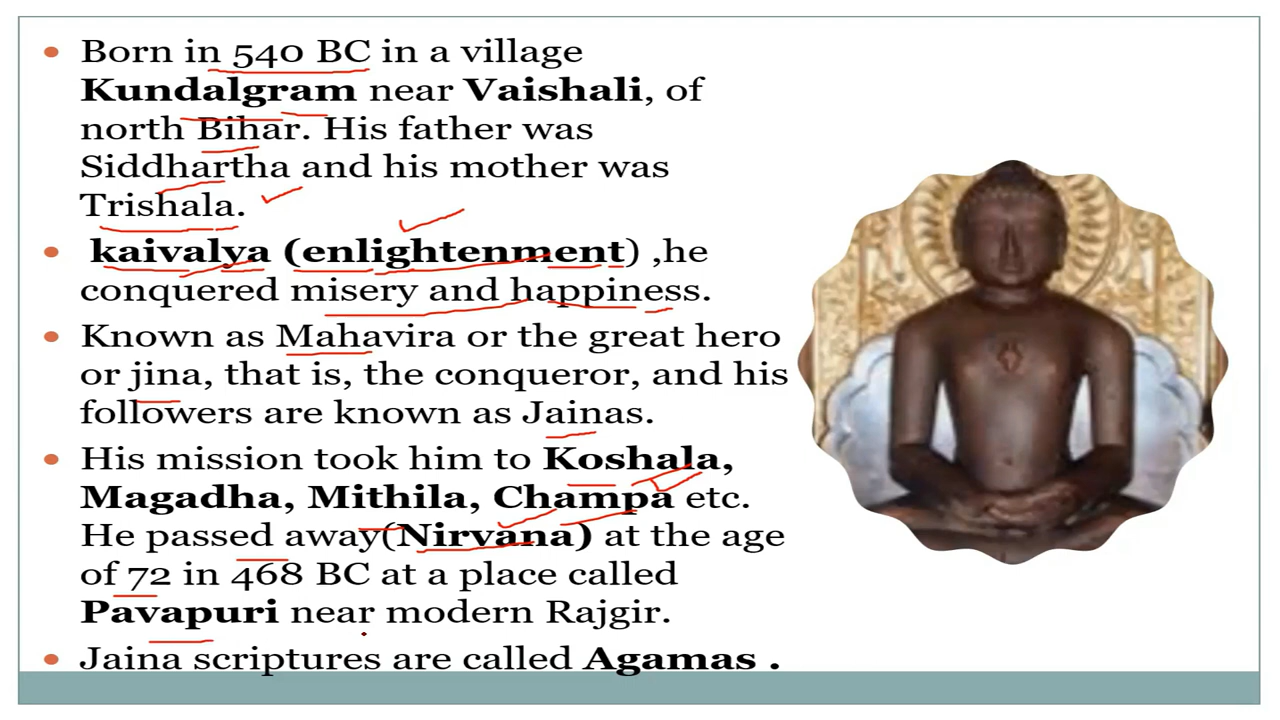 • Born in 540 BC in a village
Kundalgram near Vaishali, of
north Bihar. His father was
Siddhartha and his mother was
Trishala.
• kaivalya (enlightenment) ,he
conquered misery and happiness.
• Known as Mahavira or the great hero
or jina, that is, the conqueror, and his
followers are known as Jainas.
• His mission took him to Koshala,
Magadha, Mithila, Champa etc.
He passed away(Nirvana) at the age
of 72 in 468 BC at a place called
Pavapuri near modern Rajgir.
• Jaina scriptures are called Agamas .